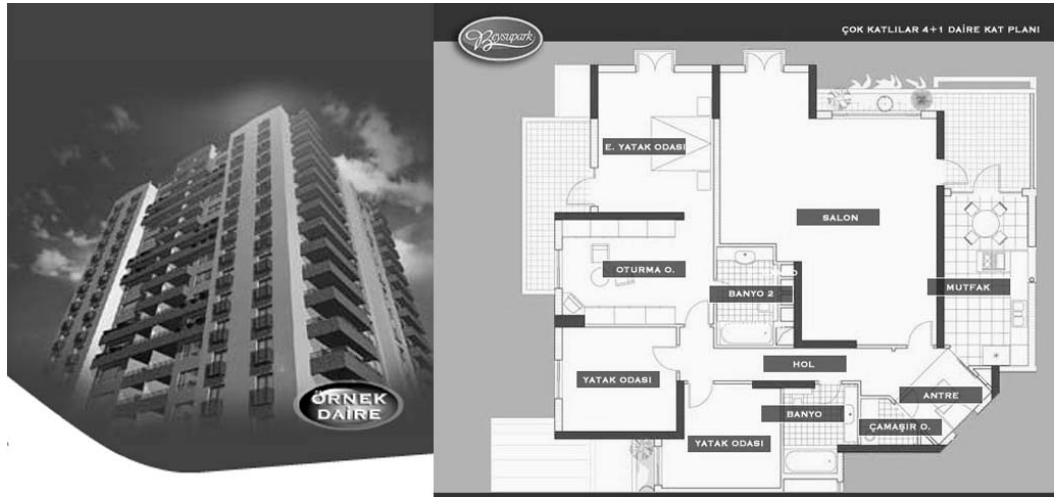 Beysupark
ÇOK KATLILAR 4+1 DAİRE KAT PLANI
E. YATAK ODASI
SALON
OTURMA O.
BANYO 2
MUTFAK
HOL
YATAK ODASI
ANTRE
BANYO
ÇAMAŞIR O.
YATAK ODASI
ÖRNEK
DAİRE